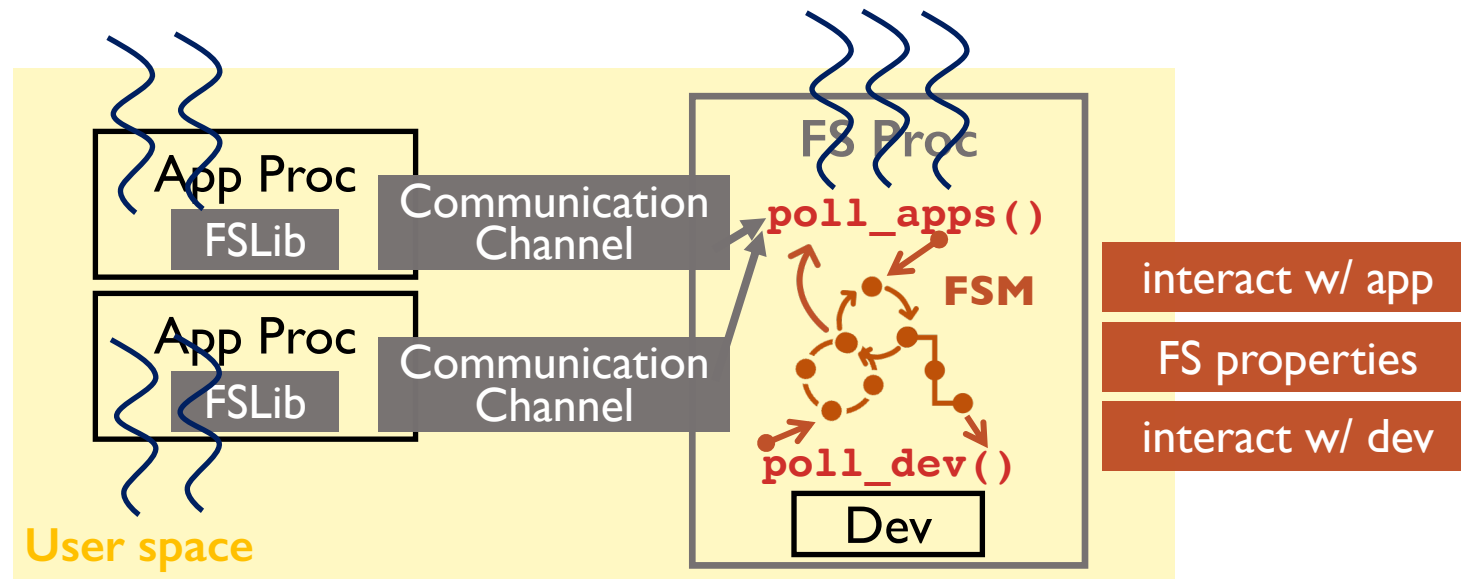 App Proc
FSLib
Communication
Channel
App Proc
FSLib
Communication
Channel
User space
FS Proc
poll_apps()
FSM
poll_dev()
Dev
interact w/ app
FS properties
interact w/ dev